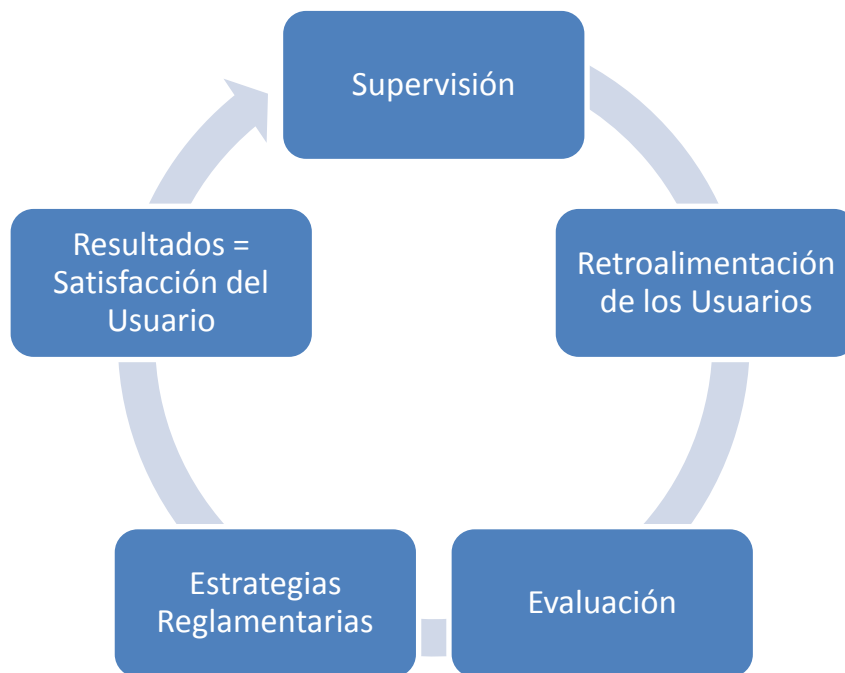 Supervisión
Retroalimentación
de los Usuarios
Evaluación
Estrategias
Reglamentarias
Resultados =
Satisfacción del
Usuario